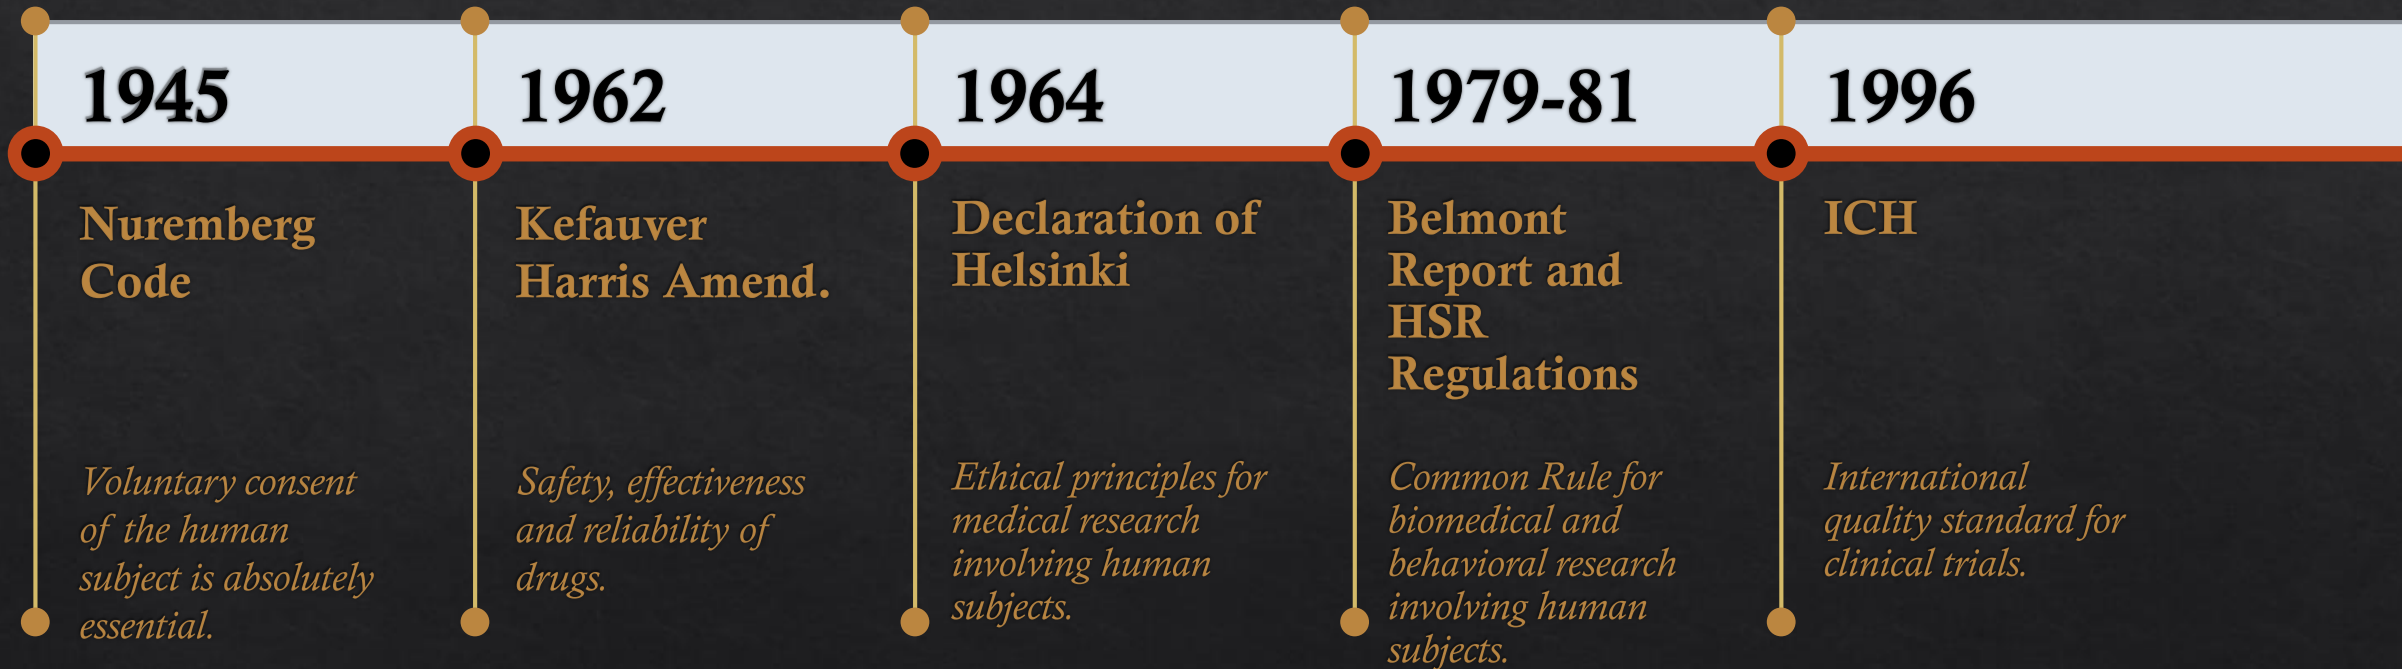 1945
Nuremberg
Code
Voluntary consent
of the human
subject is absolutely
essential.
1962
Kefauver
Harris Amend.
Safety, effectiveness
and reliability of
drugs.
1964
Declaration of
Helsinki
Ethical principles for
medical research
involving human
subjects.
1979-81
Belmont
Report and
HSR
Regulations
Common Rule for
biomedical and
behavioral research
involving human
subjects.
1996
ICH
International
quality standard for
clinical trials.